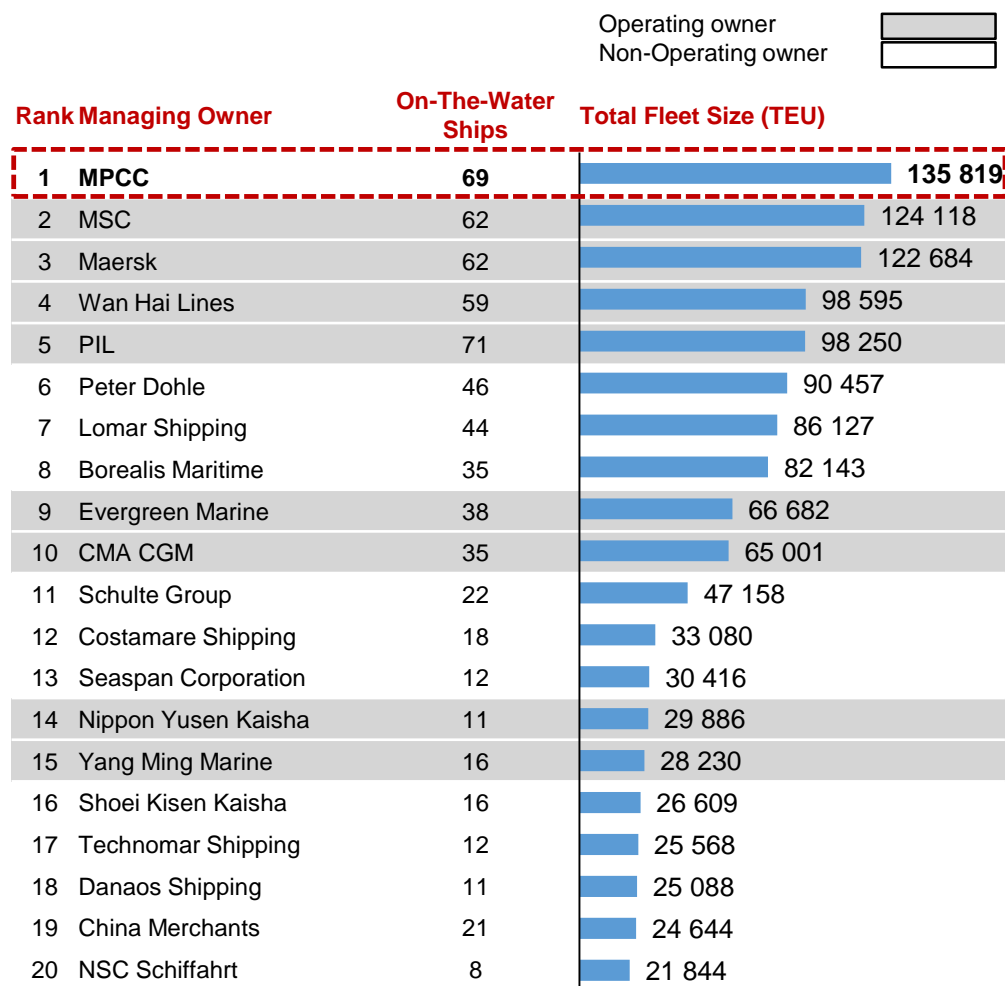 Operating owner
Non-Operating owner
Rank Managing Owner On-The-Water Ships Total Fleet Size (TEU)
1 MPCC 69 135 819
2 MSC 62 124 118
3 Maersk 62 122 684
4 Wan Hai Lines 59 98 595
5 PIL 71 98 250
6 Peter Dohle 46 90 457
7 Lomar Shipping 44 86 127
8 Borealis Maritime 35 82 143
9 Evergreen Marine 38 66 682
10 CMA CGM 35 65 001
11 Schulte Group 22 47 158
12 Costamare Shipping 18 33 080
13 Seaspan Corporation 12 30 416
14 Nippon Yusen Kaisha 11 29 886
15 Yang Ming Marine 16 28 230
16 Shoei Kisen Kaisha 16 26 609
17 Technomar Shipping 12 25 568
18 Danaos Shipping 11 25 088
19 China Merchants 21 24 644
20 NSC Schiffahrt 8 21 844